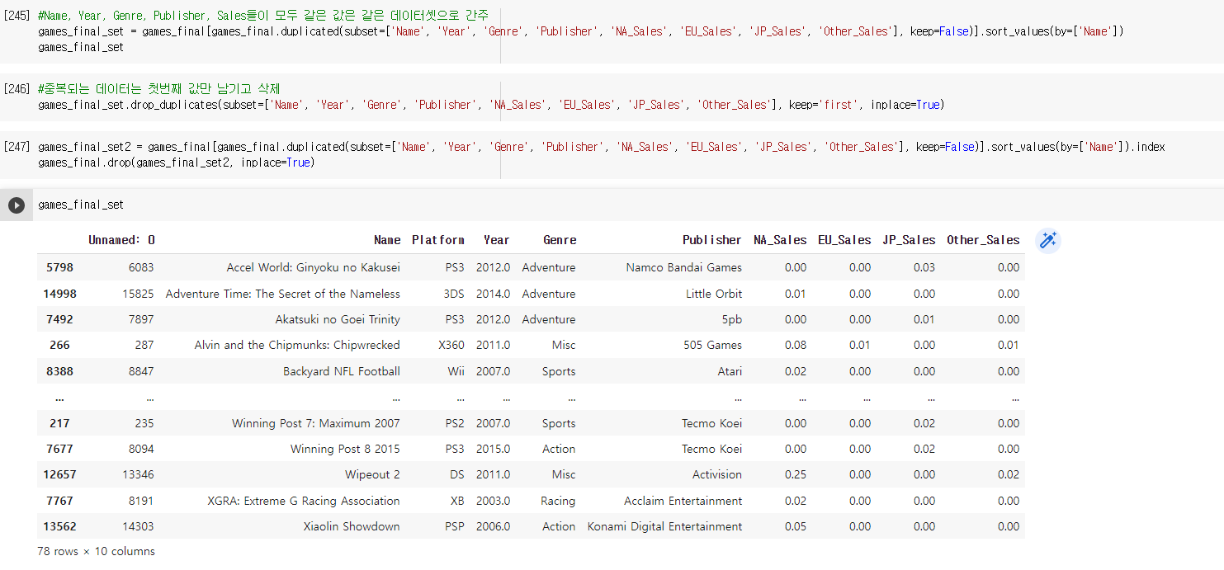 [245] #Name, Year, Genre, Publisher, Sales들이 모두 같은 값은 같은 데이터셋으로 간주
games_final_set = games_final[games_final.duplicated(subset=['Name', 'Year', 'Genre', 'Publisher', 'NA_Sales', 'EU_Sales', 'JP_Sales', 'Other_Sales'], keep=False)].sort_values(by=['Name'])
games_final_set
[246] #중복되는 데이터는 첫번째 값만 남기고 삭제
games_final_set.drop_duplicates(subset=['Name', 'Year', 'Genre', 'Publisher', 'NA_Sales', 'EU_Sales', 'JP_Sales', 'Other_Sales'], keep='first', inplace=True)
[247] games_final_set2 = games_final[games_final.duplicated(subset=['Name', 'Year', 'Genre', 'Publisher', 'NA_Sales', 'EU_Sales', 'JP_Sales', 'Other_Sales'], keep=False)].sort_values(by=['Name']).index
games_final.drop(games_final_set2, inplace=True)
games_final_set
Unnamed: 0 Name Platform Year Genre Publisher NA_Sales EU_Sales JP_Sales Other_Sales
5798 6083 Accel World: Ginyoku no Kakusei PS3 2012.0 Adventure Namco Bandai Games 0.00 0.00 0.03 0.00
14998 15825 Adventure Time: The Secret of the Nameless 3DS 2014.0 Adventure Little Orbit 0.01 0.00 0.00 0.00
7492 7897 Akatsuki no Goei Trinity PS3 2012.0 Adventure 5pb 0.00 0.00 0.01 0.00
266 287 Alvin and the Chipmunks: Chipwrecked X360 2011.0 Misc 505 Games 0.08 0.01 0.00 0.01
8388 8847 Backyard NFL Football Wii 2007.0 Sports Atari 0.02 0.00 0.00 0.00
... ... ... ... ... ... ... ... ... ... ...
217 235 Winning Post 7: Maximum 2007 PS2 2007.0 Sports Tecmo Koei 0.00 0.00 0.02 0.00
7677 8094 Winning Post 8 2015 PS3 2015.0 Action Tecmo Koei 0.00 0.00 0.02 0.00
12657 13346 Wipeout 2 DS 2011.0 Misc Activision 0.25 0.00 0.00 0.02
7767 8191 XGRA: Extreme G Racing Association XB 2003.0 Racing Acclaim Entertainment 0.02 0.00 0.00 0.00
13562 14303 Xiaolin Showdown PSP 2006.0 Action Konami Digital Entertainment 0.05 0.00 0.00 0.00
78 rows × 10 columns